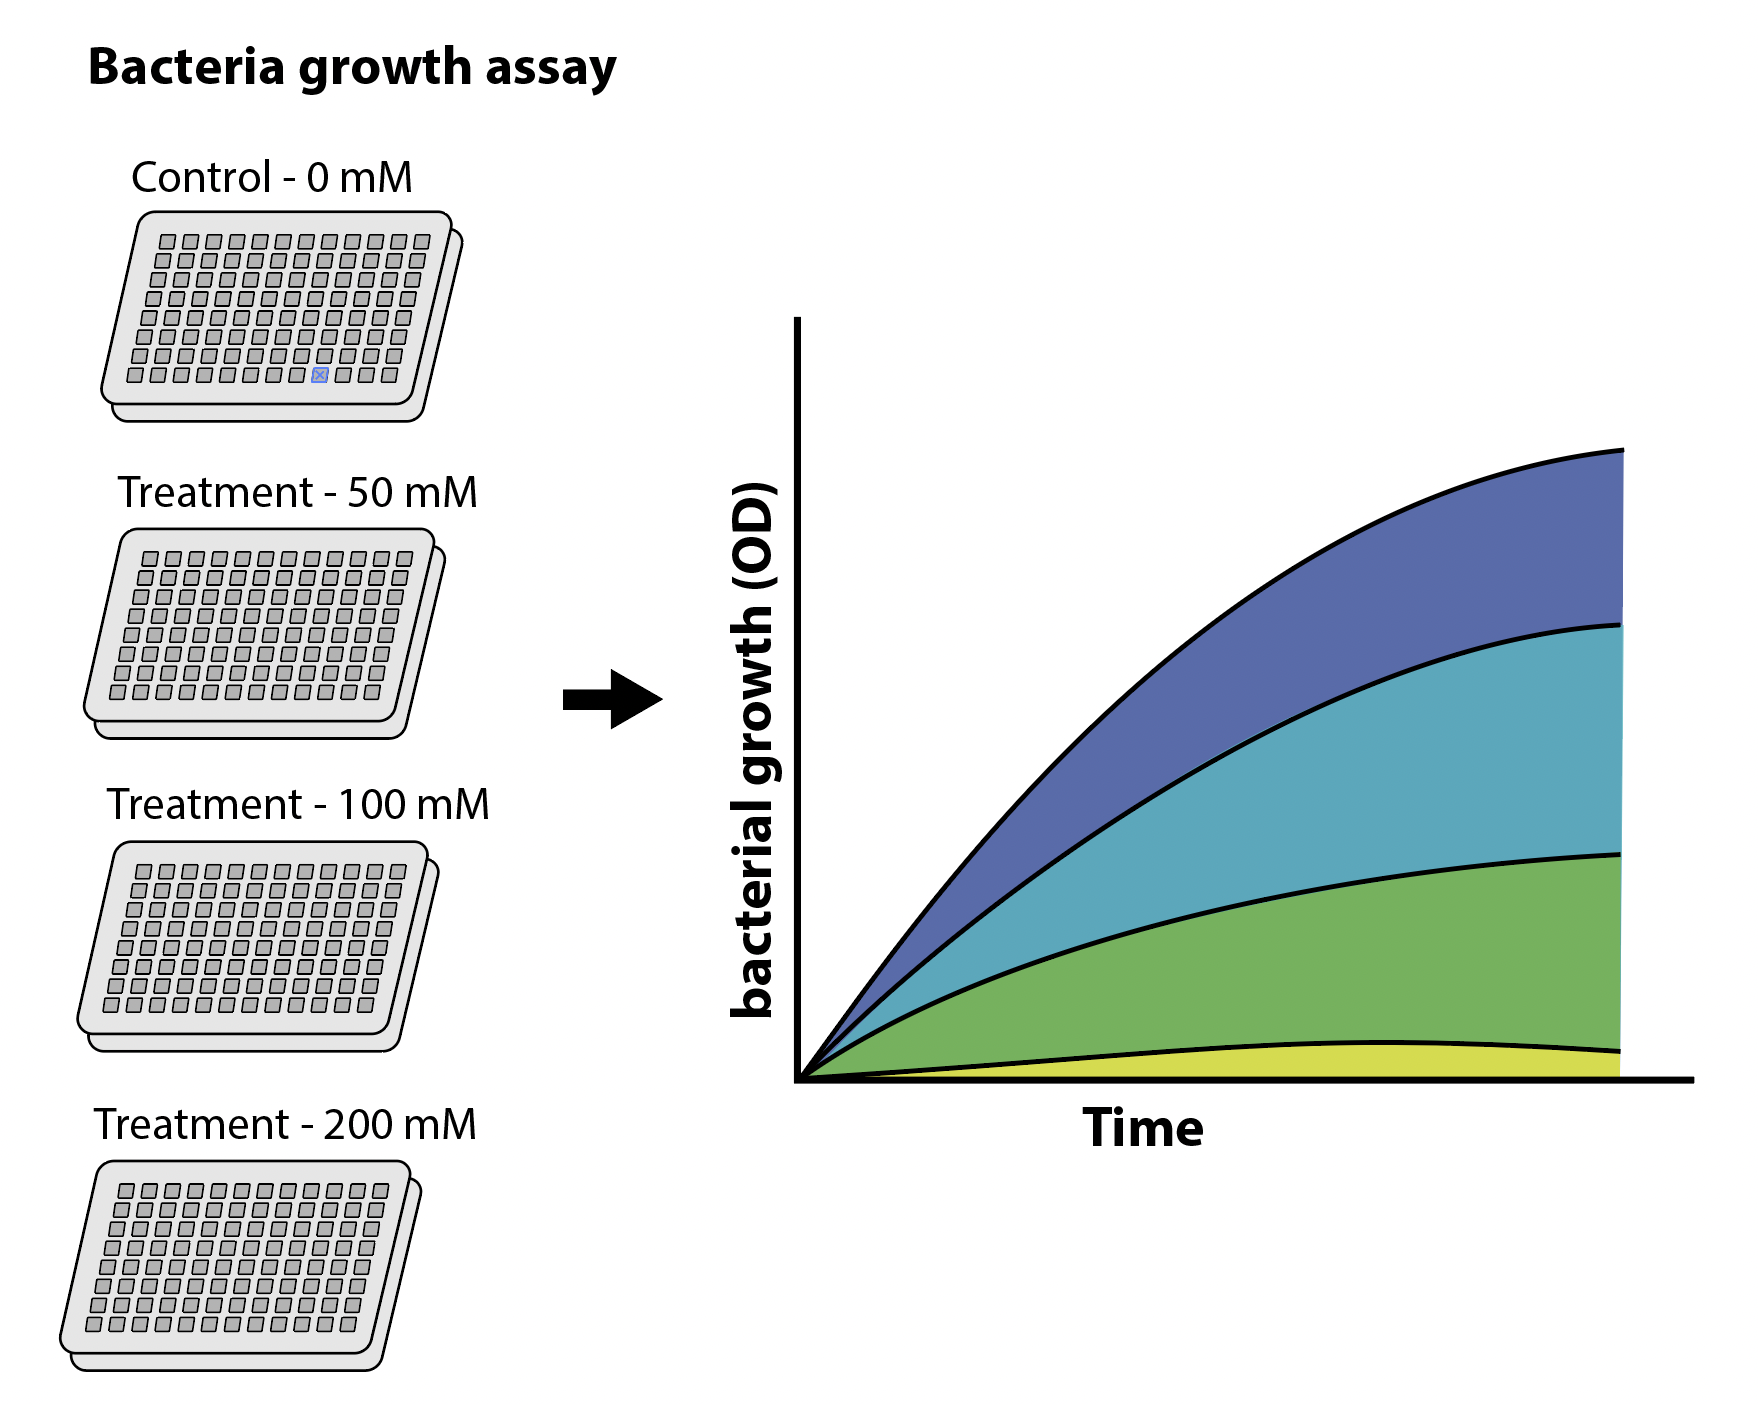 Bacteria growth assay
Control - 0 mM
Treatment - 50 mM
Treatment - 100 mM
Treatment - 200 mM
bacterial growth (OD)
Time